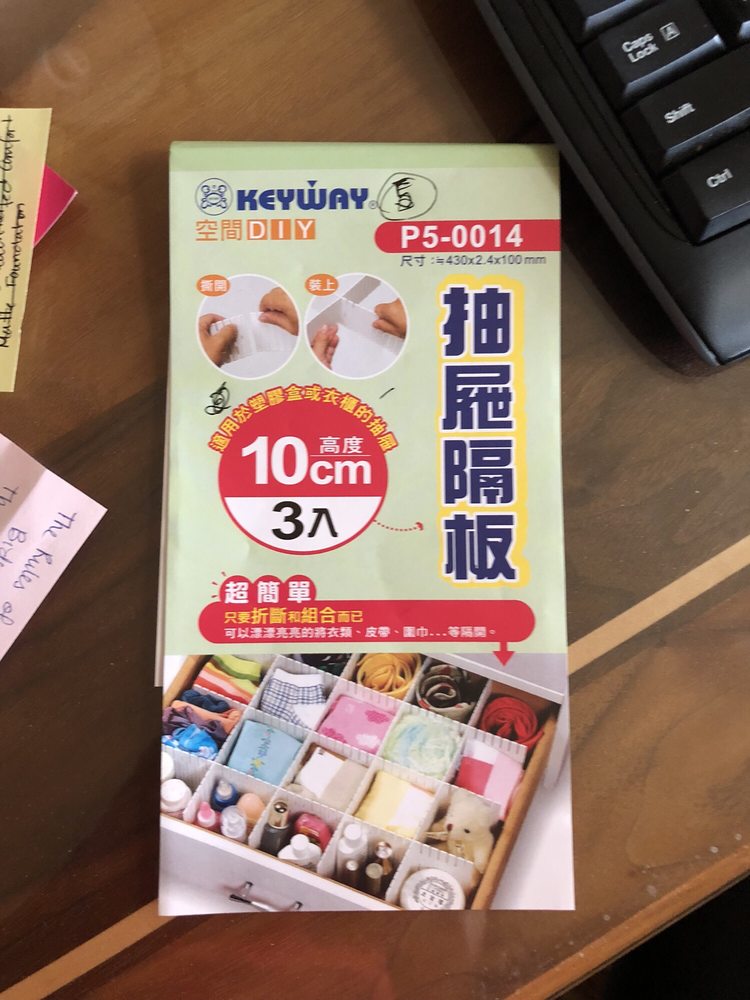 Caps
Lock
A
Shift
Ctrl
Matte Foundation
The Rules of
KEYWAY®
空間DIY
P5-0014
尺寸:≒430x2.4x100mm
撕開
裝上
抽屜隔板
適用於塑膠盒或衣櫃的抽屜
高度
10cm
3入
超簡單
只要折斷和組合而已
可以漂漂亮亮的將衣類、皮帶、圍巾...等隔開。